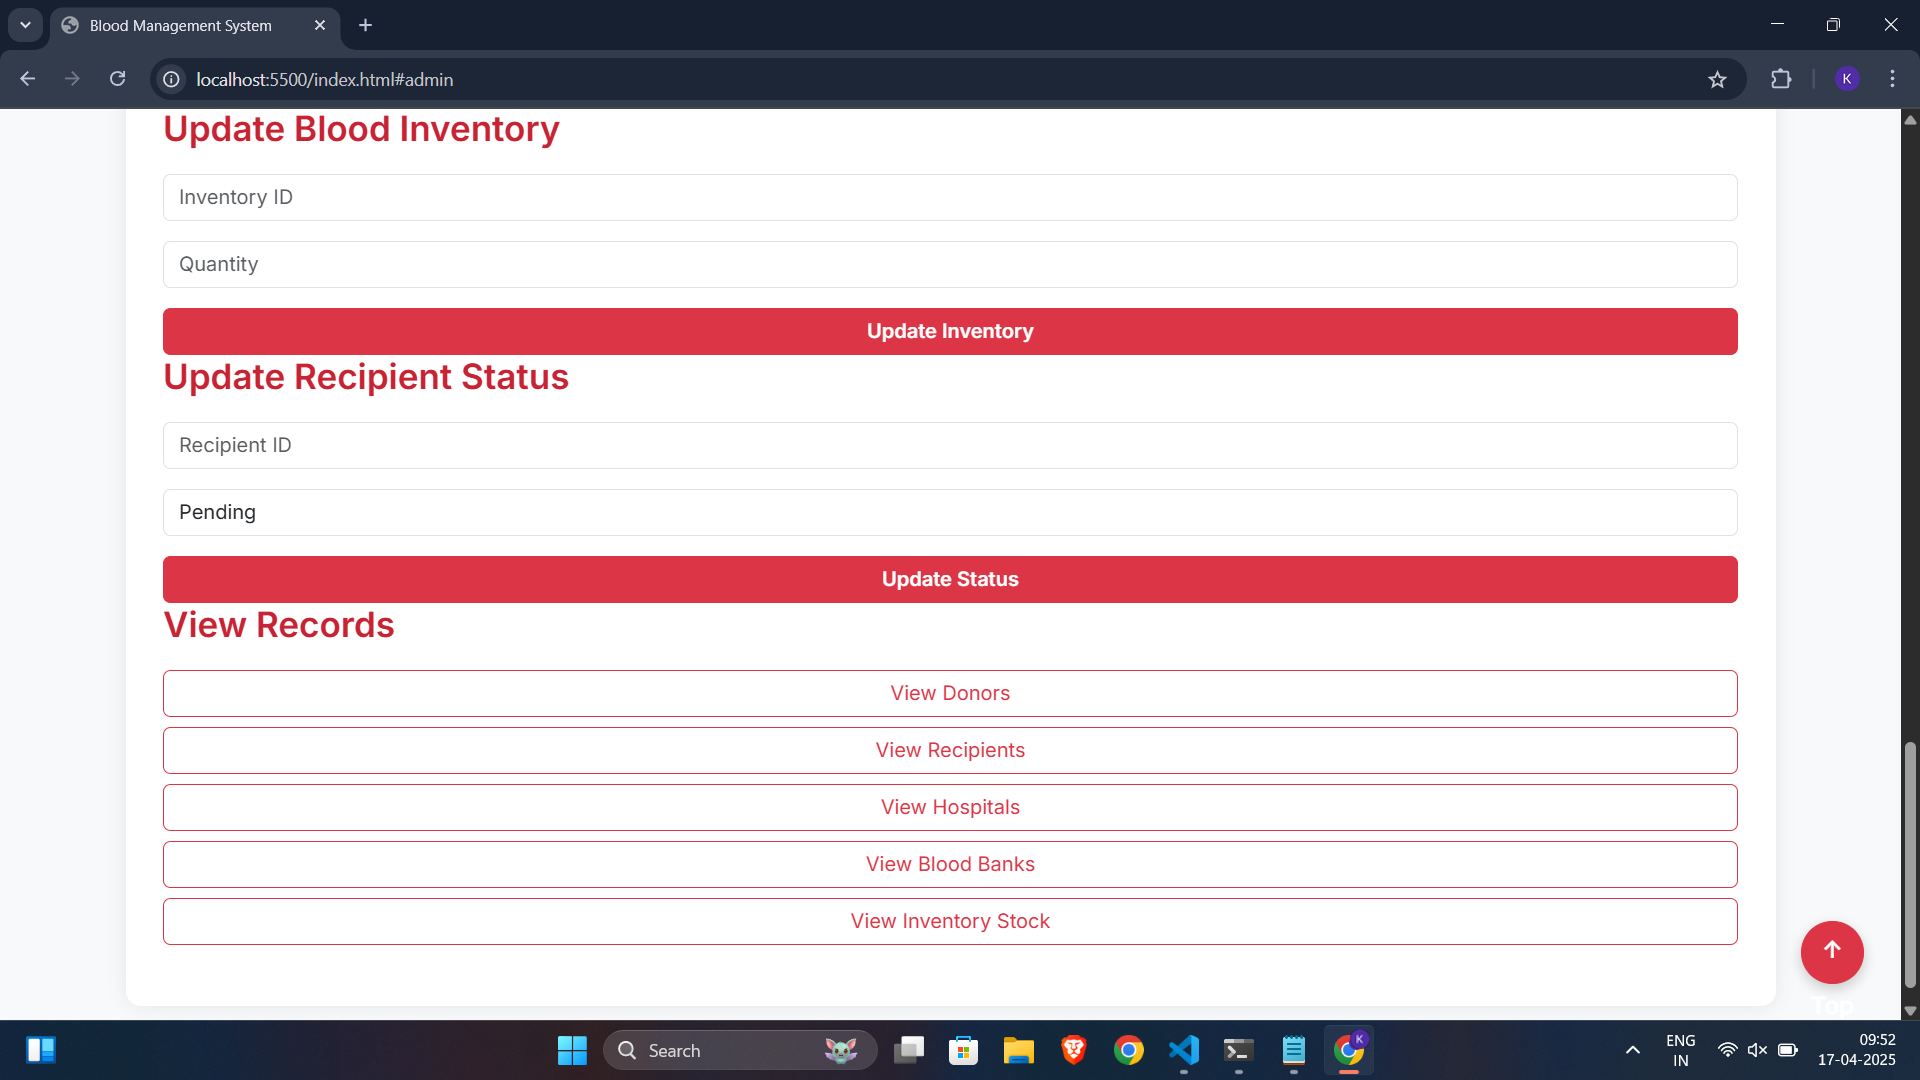 Blood Management System
localhost:5500/index.html#admin
K
Update Blood Inventory
Inventory ID
Quantity
Update Inventory
Update Recipient Status
Recipient ID
Pending
Update Status
View Records
View Donors
View Recipients
View Hospitals
View Blood Banks
View Inventory Stock
Top
Search
K
ENG
IN
09:52
17-04-2025